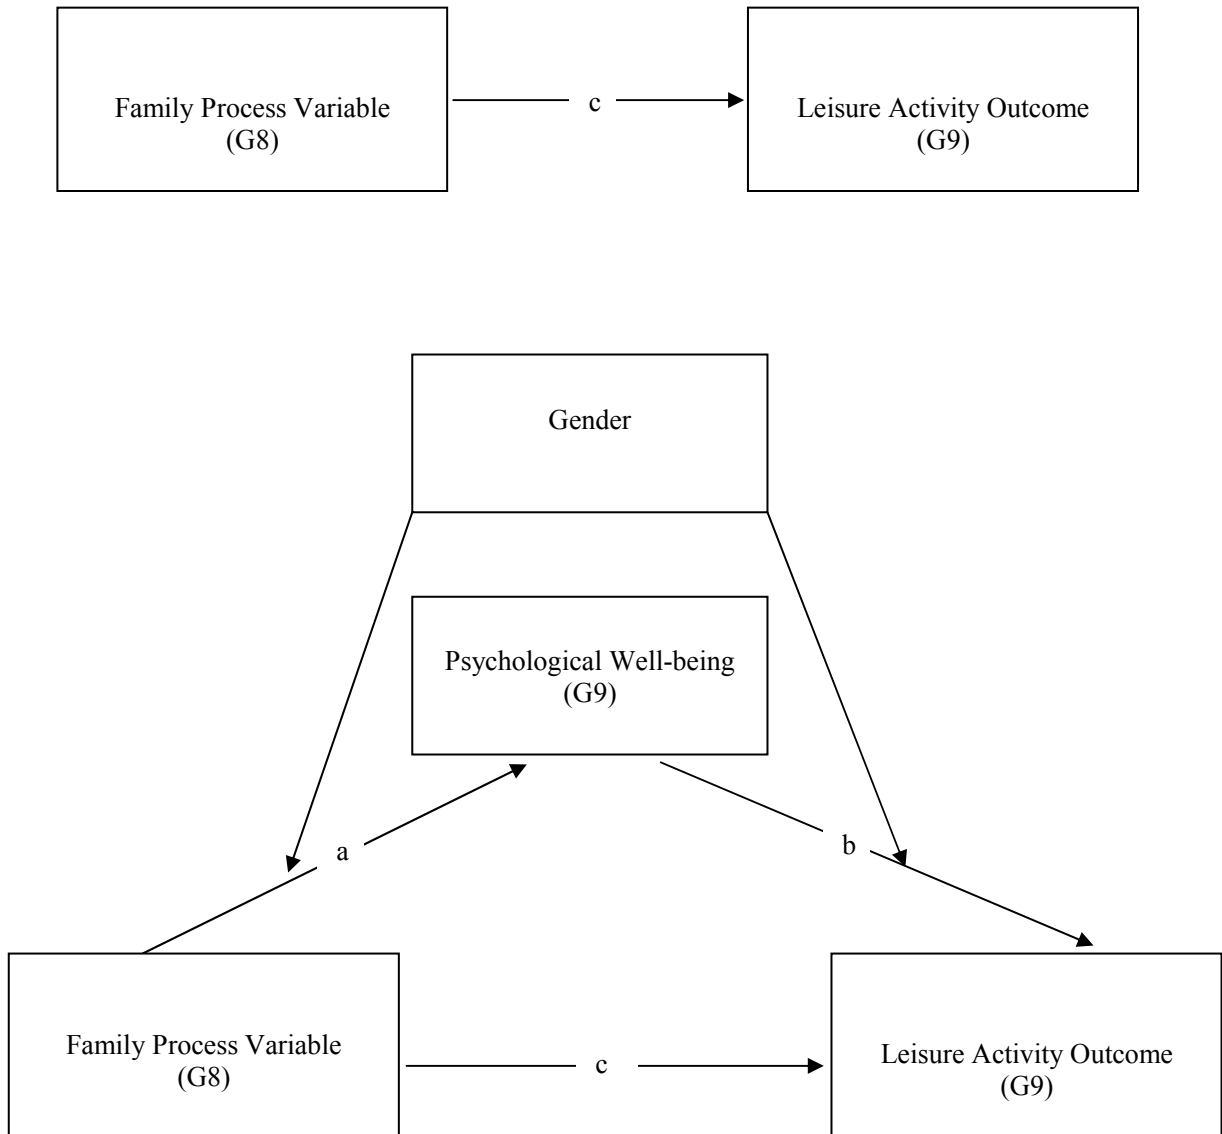 Family Process Variable
(G8)
c
Leisure Activity Outcome
(G9)
Gender
Psychological Well-being
(G9)
a
b
Family Process Variable
(G8)
c
Leisure Activity Outcome
(G9)